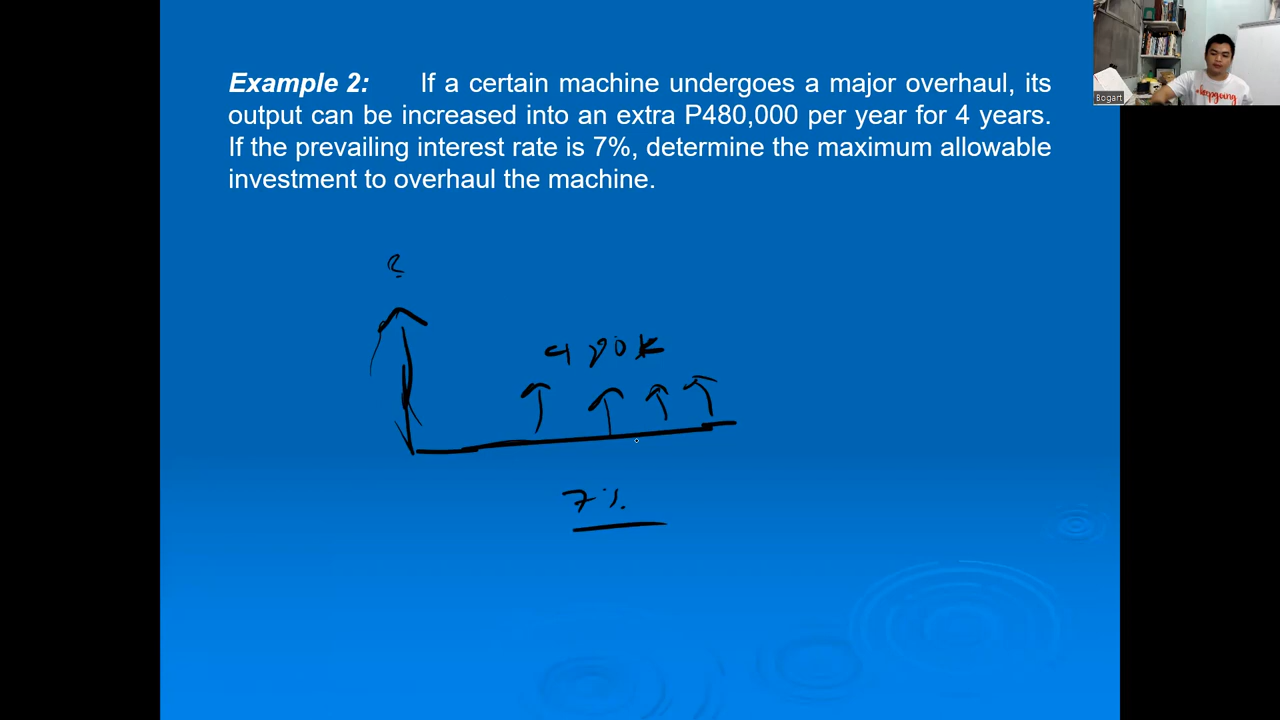 Example 2: If a certain machine undergoes a major overhaul, its
output can be increased into an extra P480,000 per year for 4 years.
If the prevailing interest rate is 7%, determine the maximum allowable
investment to overhaul the machine.
?
480k
7%
Bogart
keepgoing